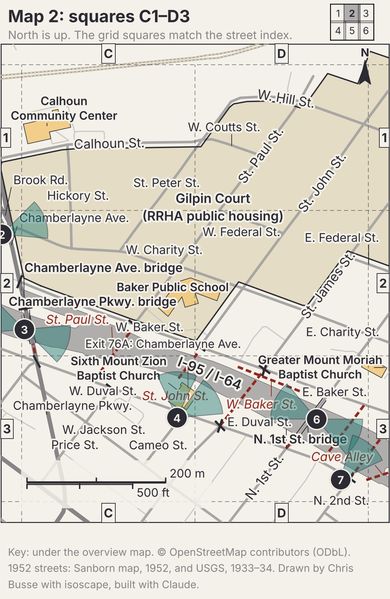 Map 2: squares C1–D3
North is up. The grid squares match the street index.
1 2 3
4 5 6
C
D
N
W. Hill St.
Calhoun
Community Center
W. Coutts St.
1
1
Calhoun St.
St. Paul St.
St. John St.
Brook Rd.
St. Peter St.
Hickory St.
Gilpin Court
(RRHA public housing)
Chamberlayne Ave.
W. Federal St.
2
E. Federal St.
W. Charity St.
Chamberlayne Ave. bridge
2
2
Baker Public School
St. James St.
Chamberlayne Pkwy. bridge
St. Paul St.
W. Baker St.
3
E. Charity St.
Exit 76A: Chamberlayne Ave.
Sixth Mount Zion
Baptist Church
I-95 / I-64
Greater Mount Moriah
Baptist Church
W. Duval St.
St. John St.
E. Baker St.
Chamberlayne Pkwy.
W. Baker St.
4
6
E. Duval St.
3
3
W. Jackson St.
N. 1st St. bridge
Price St.
Cameo St.
Cave Alley
200 m
500 ft
N. 1st St.
7
N. 2nd St.
C
D
Key: under the overview map. © OpenStreetMap contributors (ODbL).
1952 streets: Sanborn map, 1952, and USGS, 1933–34. Drawn by Chris
Busse with isoscape, built with Claude.